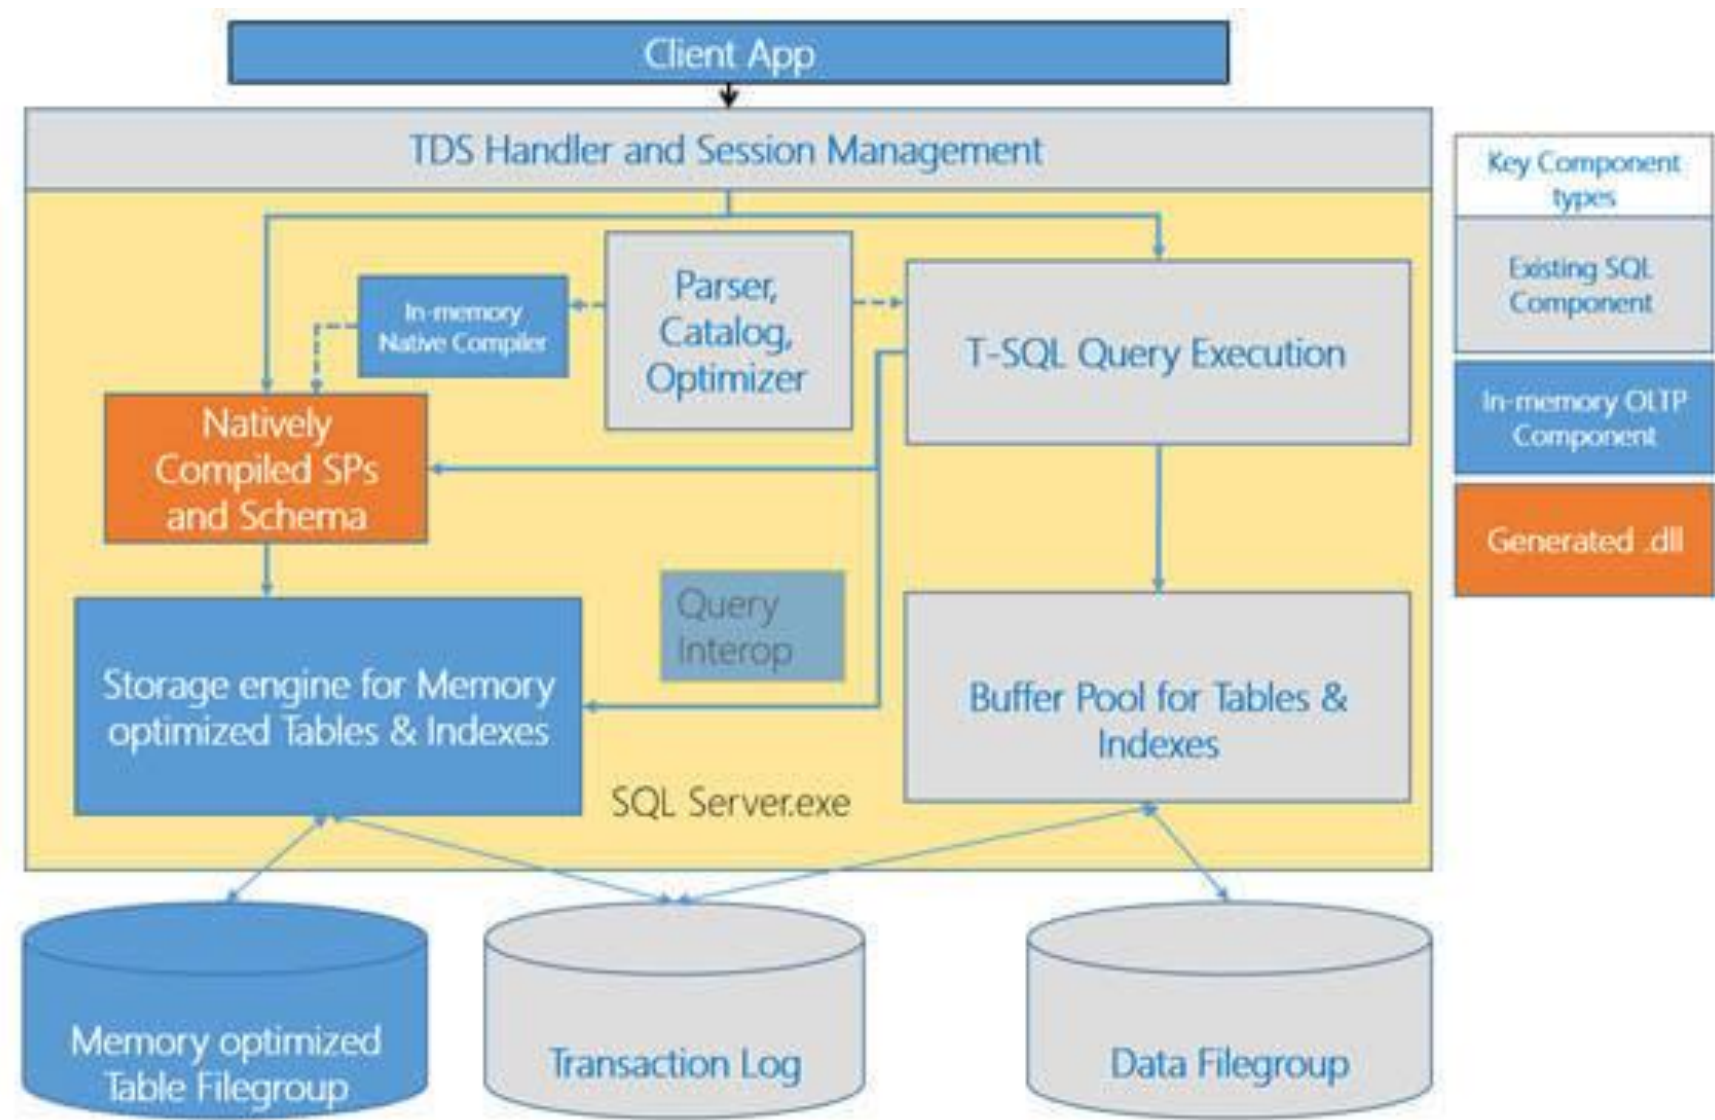 Client App
TDS Handler and Session Management
Key Component
types
Existing SQL
Component
In-memory OLTP
Component
Generated .dll
Parser,
Catalog,
Optimizer
In-memory
Native Compiler
T-SQL Query Execution
Natively
Compiled SPs
and Schema
Query
Interop
Storage engine for Memory
optimized Tables & Indexes
Buffer Pool for Tables &
Indexes
SQL Server.exe
Memory optimized
Table Filegroup
Transaction Log
Data Filegroup